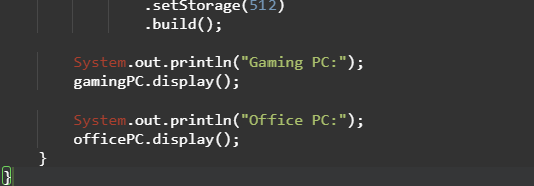 .setStorage(512)
.build();
System.out.println("Gaming PC:");
gamingPC.display();
System.out.println("Office PC:");
officePC.display();
}
}